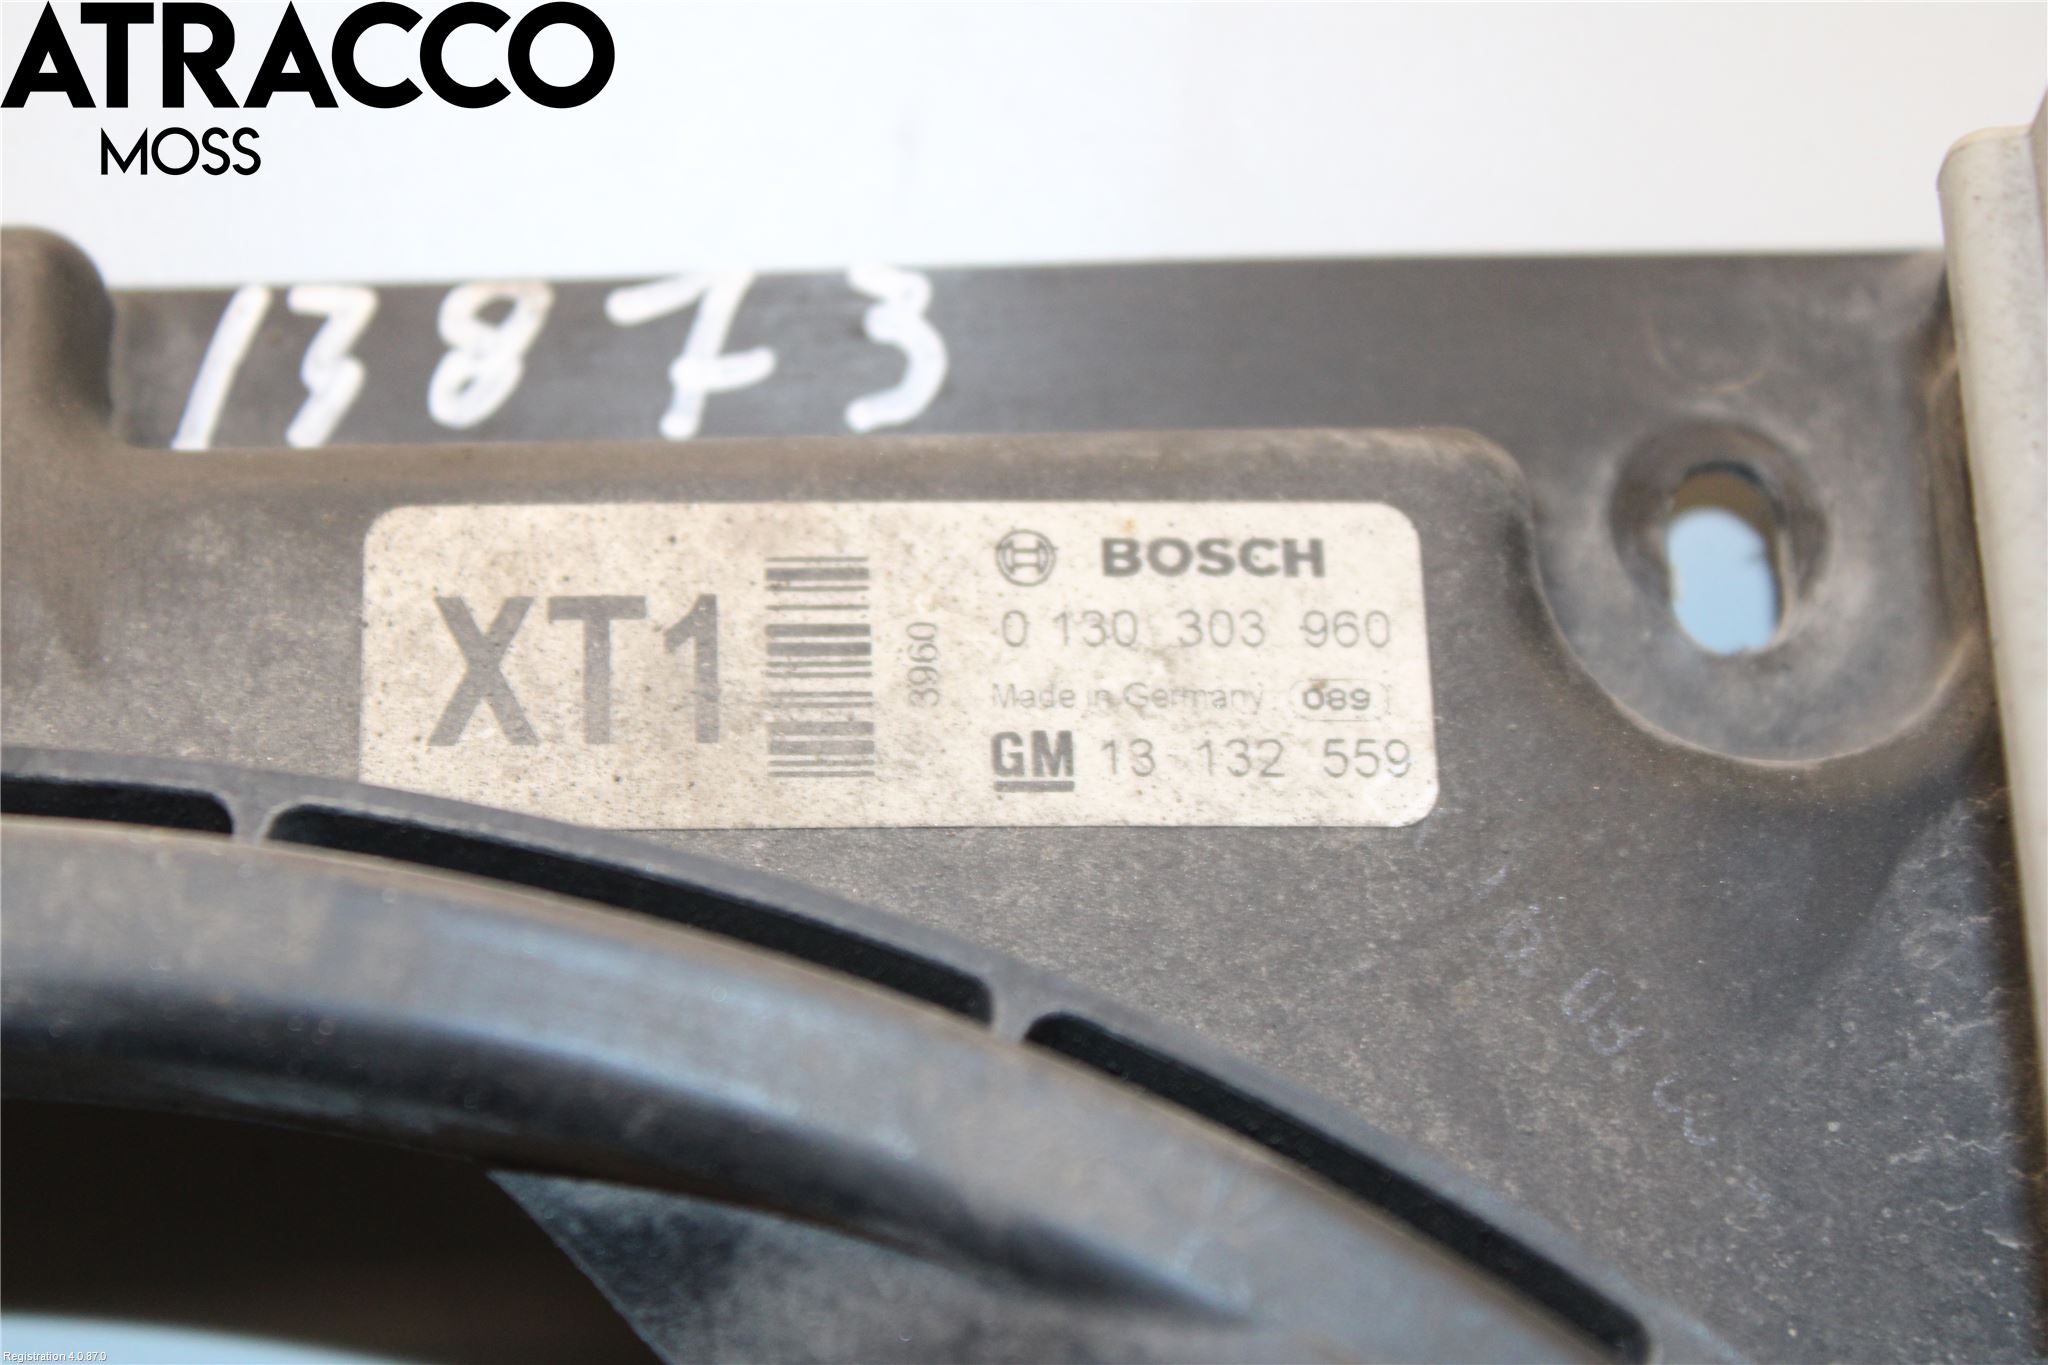 ATRACCO
MOSS
13873
XT1
3960
BOSCH
0 130 303 960
Made in Germany 089
GM 13 132 559
Registration 4.0.87.0